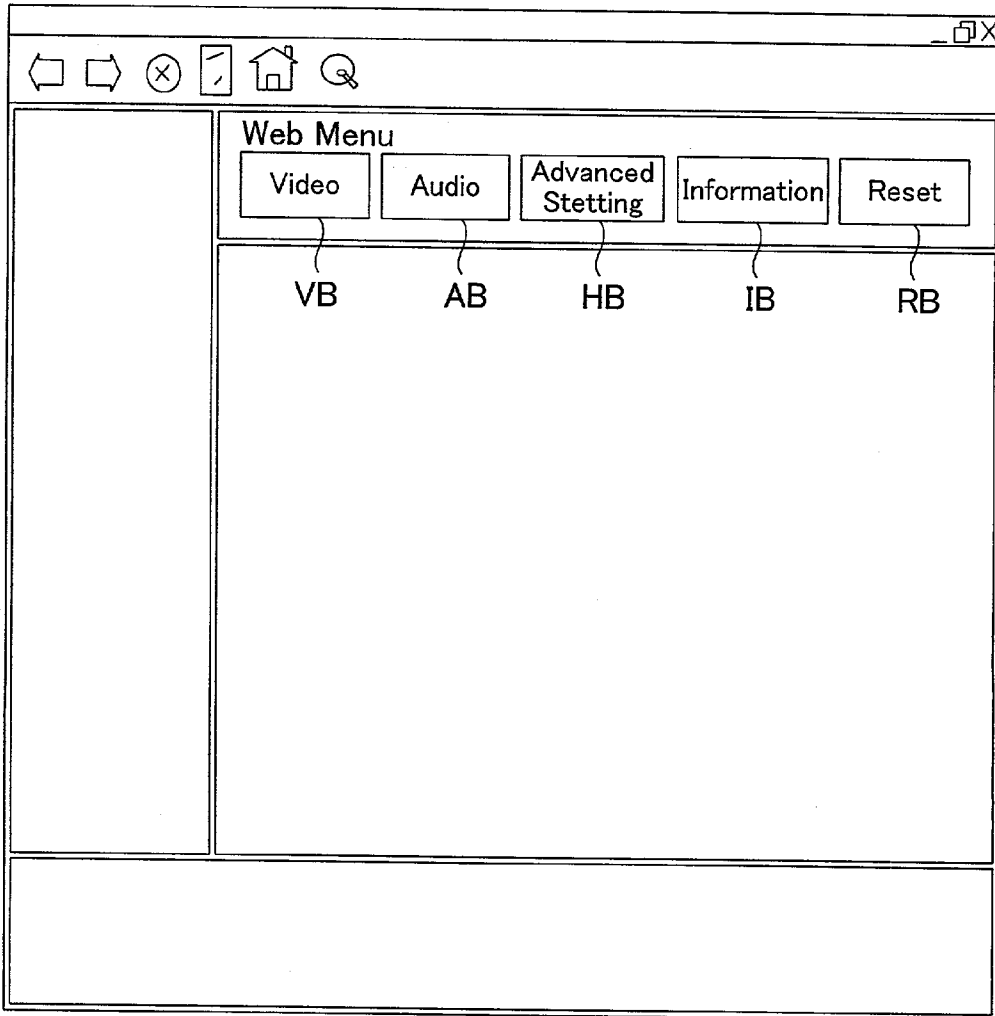 Web Menu
Video
Audio
Advanced
Stetting
Information
Reset
VB
AB
HB
IB
RB